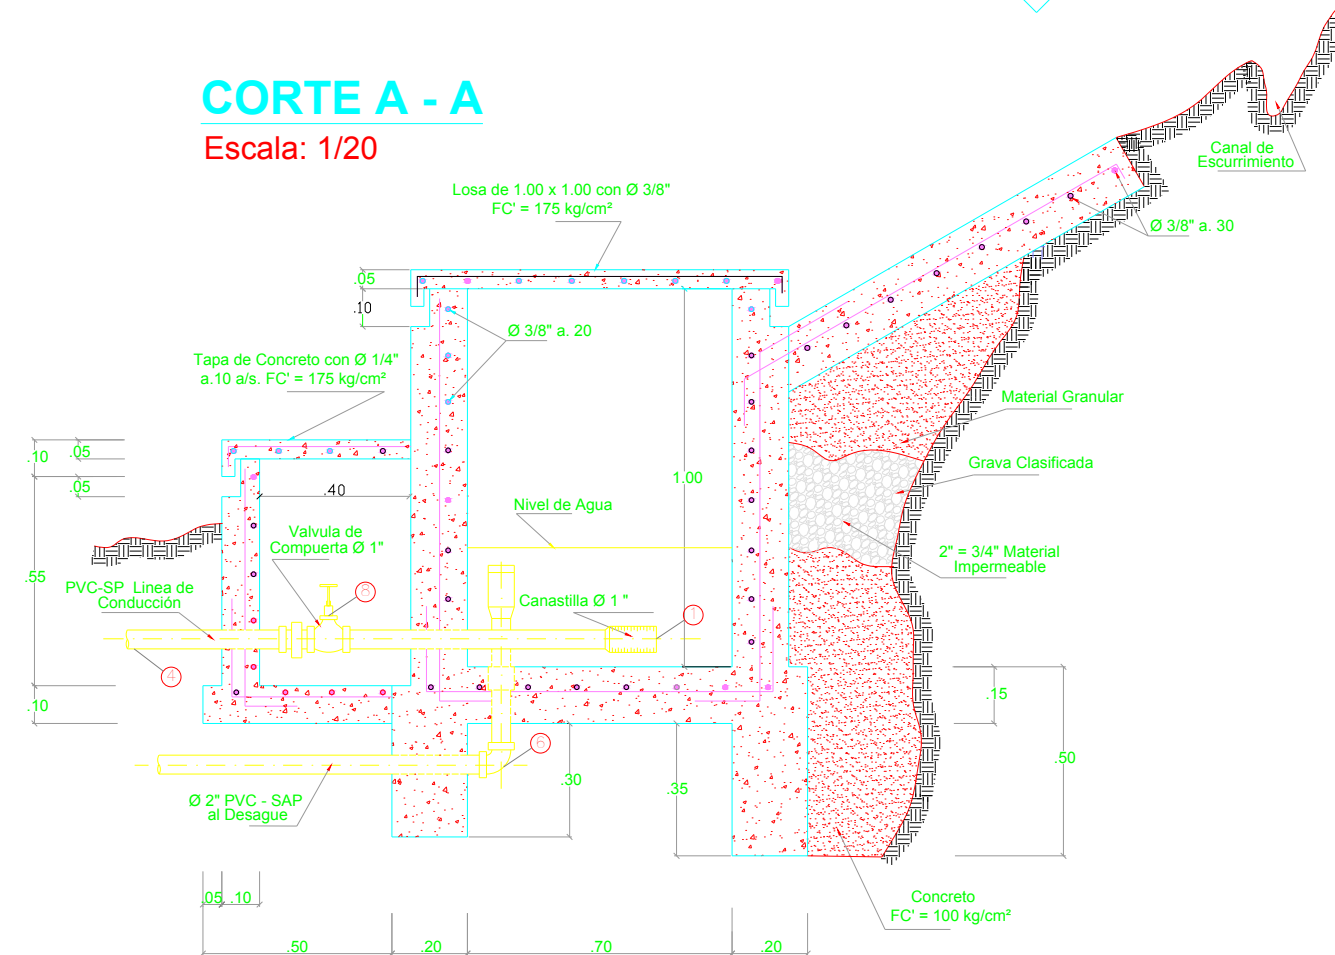 CORTE A - A
Escala: 1/20
Canal de
Escurrimiento
Losa de 1.00 x 1.00 con Ø 3/8"
FC' = 175 kg/cm²
Ø 3/8" a. 30
.05
.10
Ø 3/8" a. 20
Tapa de Concreto con Ø 1/4"
a.10 a/s. FC' = 175 kg/cm²
Material Granular
.10
.05
.05
Grava Clasificada
1.00
.40
Nivel de Agua
Valvula de
Compuerta Ø 1"
2" = 3/4" Material
Impermeable
.55
PVC-SP Linea de
Conducción
8
Canastilla Ø 1 "
1
4
.10
.15
6
.30
.35
.50
Ø 2" PVC - SAP
al Desague
.05
.10
Concreto
FC' = 100 kg/cm²
.50
.20
.70
.20